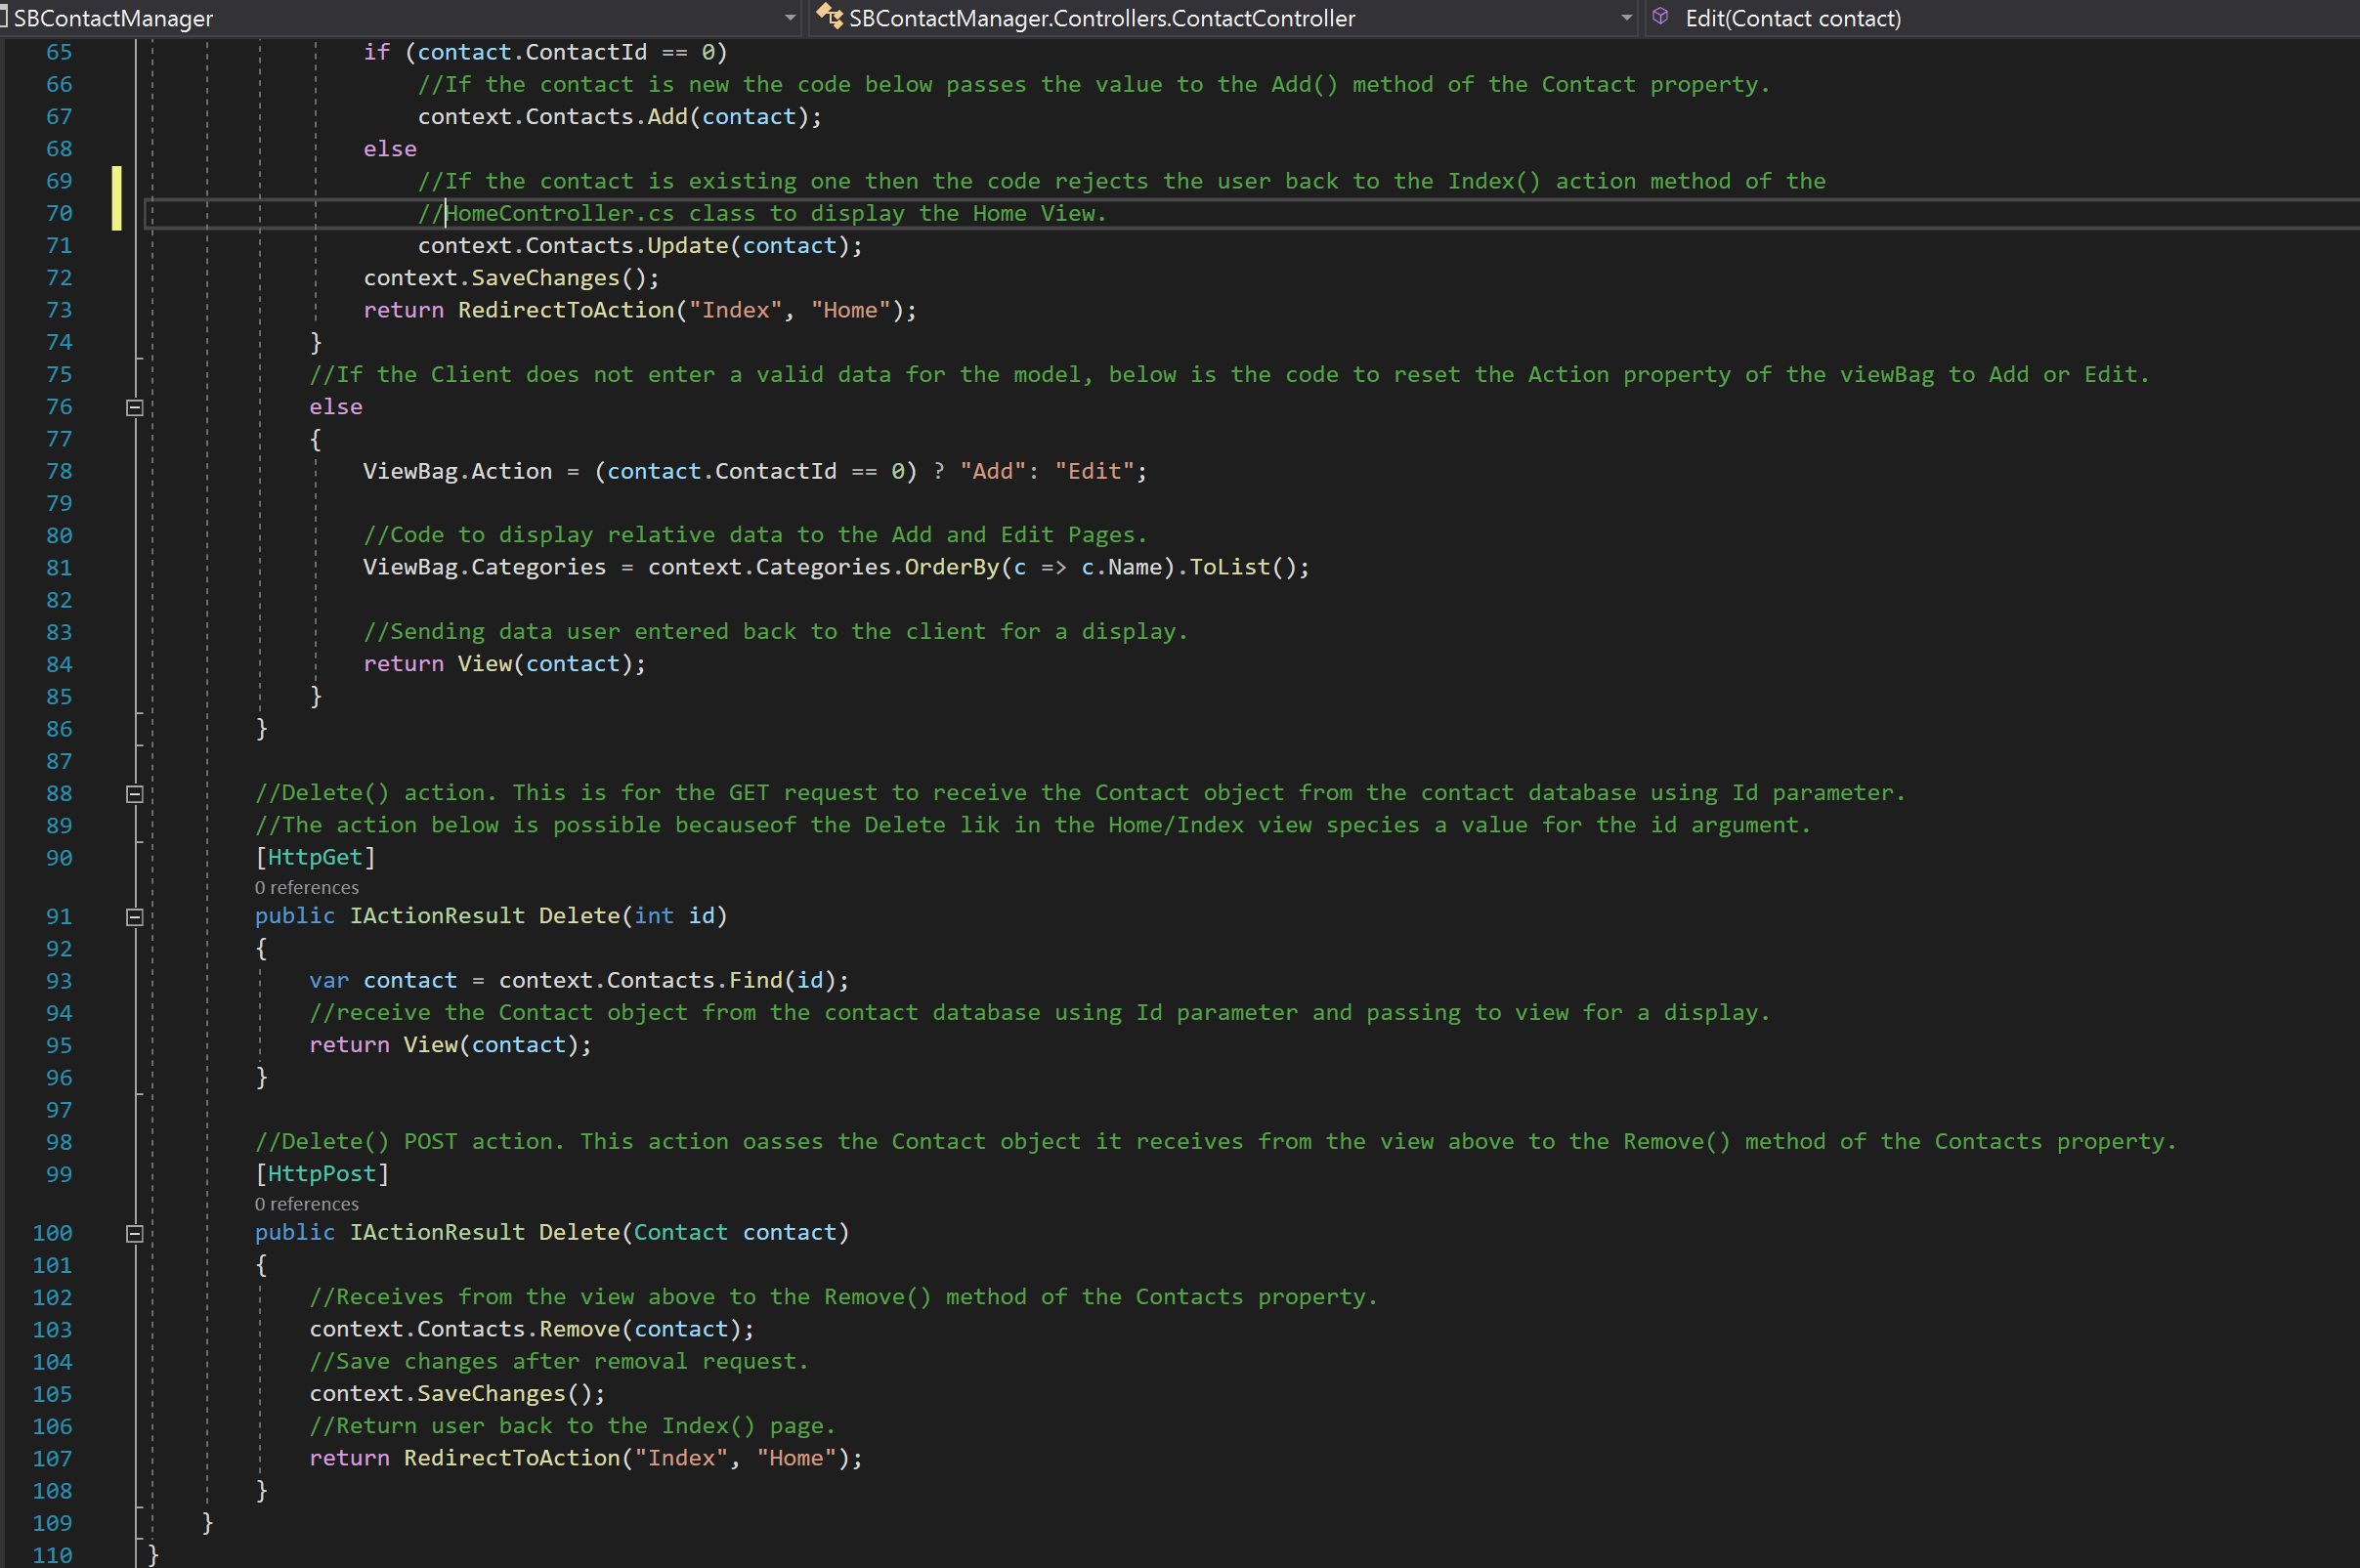 SBContactManager SBContactManager.Controllers.ContactController Edit(Contact contact)
65 if (contact.ContactId == 0)
66 //If the contact is new the code below passes the value to the Add() method of the Contact property.
67 context.Contacts.Add(contact);
68 else
69 //If the contact is existing one then the code rejects the user back to the Index() action method of the
70 //HomeController.cs class to display the Home View.
71 context.Contacts.Update(contact);
72 context.SaveChanges();
73 return RedirectToAction("Index", "Home");
74 }
75 //If the Client does not enter a valid data for the model, below is the code to reset the Action property of the viewBag to Add or Edit.
76 else
77 {
78 ViewBag.Action = (contact.ContactId == 0) ? "Add": "Edit";
79
80 //Code to display relative data to the Add and Edit Pages.
81 ViewBag.Categories = context.Categories.OrderBy(c => c.Name).ToList();
82
83 //Sending data user entered back to the client for a display.
84 return View(contact);
85 }
86 }
87
88 //Delete() action. This is for the GET request to receive the Contact object from the contact database using Id parameter.
89 //The action below is possible becauseof the Delete lik in the Home/Index view species a value for the id argument.
90 [HttpGet]
0 references
91 public IActionResult Delete(int id)
92 {
93 var contact = context.Contacts.Find(id);
94 //receive the Contact object from the contact database using Id parameter and passing to view for a display.
95 return View(contact);
96 }
97
98 //Delete() POST action. This action oasses the Contact object it receives from the view above to the Remove() method of the Contacts property.
99 [HttpPost]
0 references
100 public IActionResult Delete(Contact contact)
101 {
102 //Receives from the view above to the Remove() method of the Contacts property.
103 context.Contacts.Remove(contact);
104 //Save changes after removal request.
105 context.SaveChanges();
106 //Return user back to the Index() page.
107 return RedirectToAction("Index", "Home");
108 }
109 }
110 }